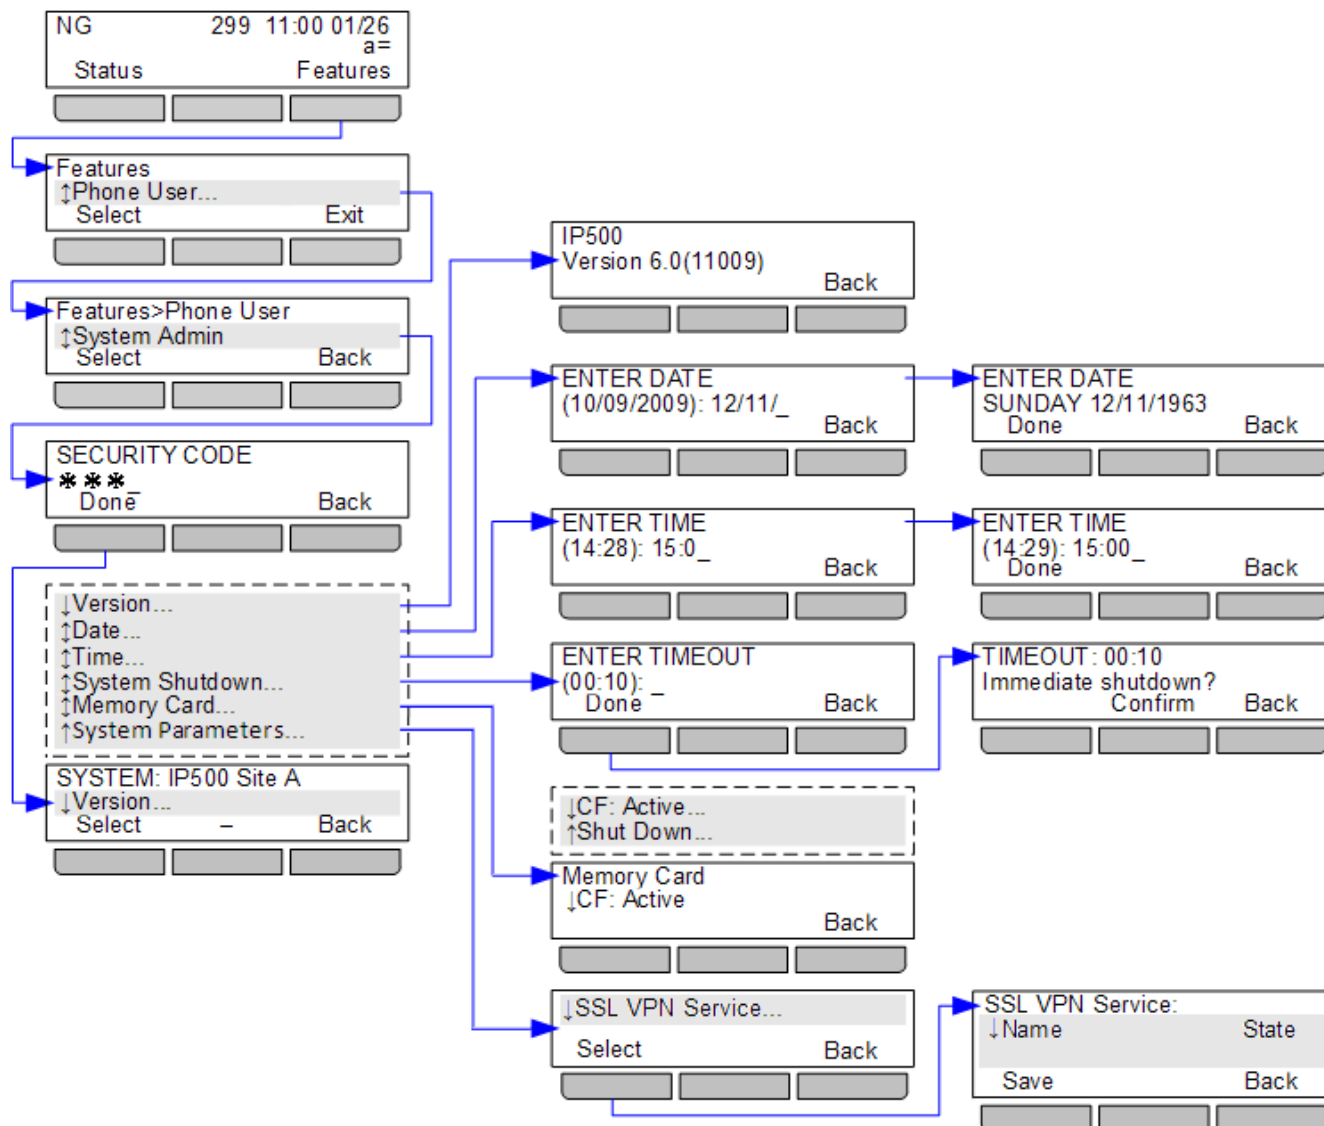 NG 299 11:00 01/26
a=
Status Features
Features
↕Phone User...
Select Exit
Features>Phone User
↕System Admin
Select Back
SECURITY CODE
***_
Done Back
↓Version...
↕Date...
↕Time...
↕System Shutdown...
↕Memory Card...
↑System Parameters...
SYSTEM: IP500 Site A
↓Version...
Select – Back
IP500
Version 6.0(11009)
Back
ENTER DATE
(10/09/2009): 12/11/_
Back
ENTER DATE
SUNDAY 12/11/1963
Done Back
ENTER TIME
(14:28): 15:0_
Back
ENTER TIME
(14:29): 15:00_
Done Back
ENTER TIMEOUT
(00:10): _
Done Back
TIMEOUT: 00:10
Immediate shutdown?
Confirm Back
↓CF: Active...
↑Shut Down...
Memory Card
↓CF: Active
Back
↓SSL VPN Service...
Select Back
SSL VPN Service:
↓Name State
Save Back